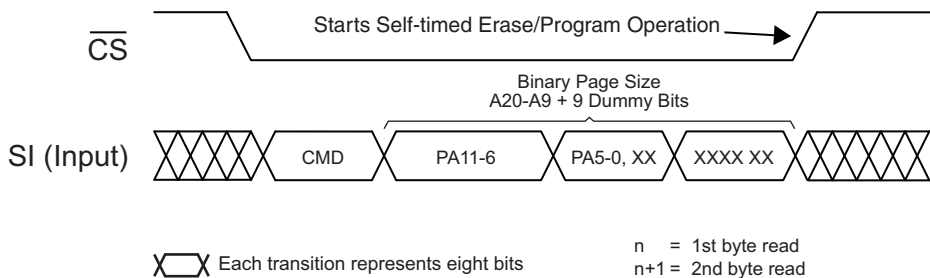 Starts Self-timed Erase/Program Operation
CS
Binary Page Size
A20-A9 + 9 Dummy Bits
SI (Input)
CMD
PA11-6
PA5-0, XX
XXXX XX
Each transition represents eight bits
n = 1st byte read
n+1 = 2nd byte read